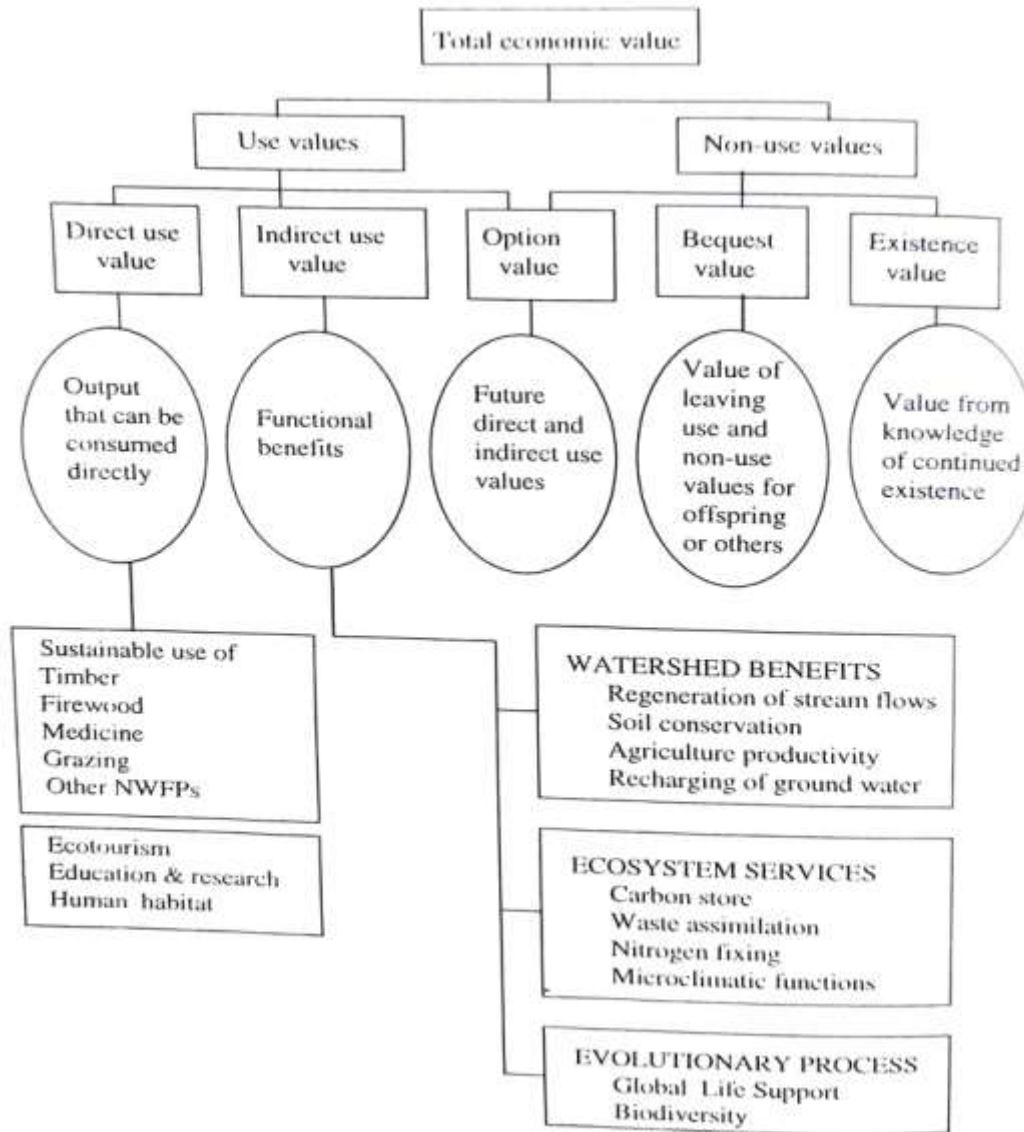 Total economic value
Use values
Non-use values
Direct use
value
Indirect use
value
Option
value
Bequest
value
Existence
value
Output
that can be
consumed
directly
Functional
benefits
Future
direct and
indirect use
values
Value of
leaving
use and
non-use
values for
offspring
or others
Value from
knowledge
of continued
existence
Sustainable use of
Timber
Firewood
Medicine
Grazing
Other NWFPs
Ecotourism
Education & research
Human habitat
WATERSHED BENEFITS
Regeneration of stream flows
Soil conservation
Agriculture productivity
Recharging of ground water
ECOSYSTEM SERVICES
Carbon store
Waste assimilation
Nitrogen fixing
Microclimatic functions
EVOLUTIONARY PROCESS
Global Life Support
Biodiversity